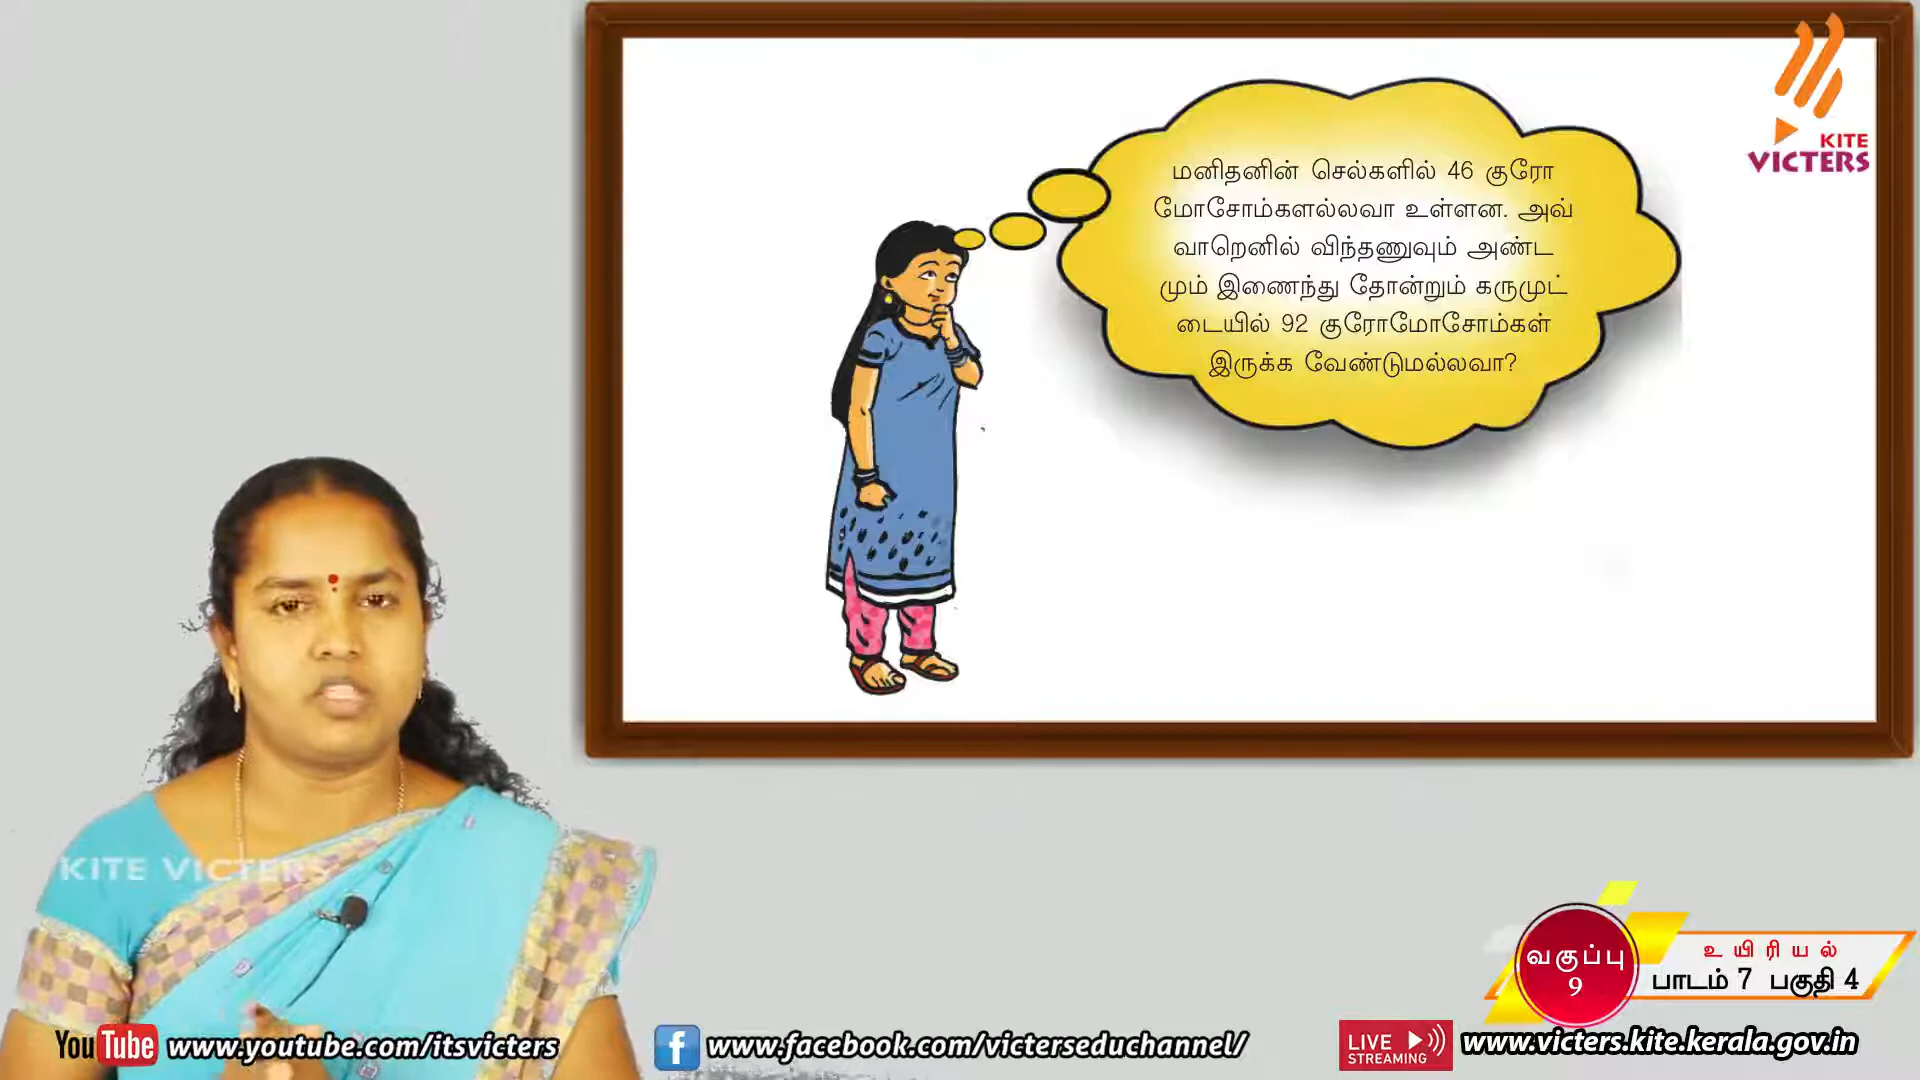 மனிதனின் செல்களில் 46 குரோ
மோசோம்களல்லவா உள்ளன. அவ்
வாறெனில் விந்தணுவும் அண்ட
மும் இணைந்து தோன்றும் கருமுட்
டையில் 92 குரோமோசோம்கள்
இருக்க வேண்டுமல்லவா?
KITE
VICTERS
KITE VICTERS
வகுப்பு
9
உயிரியல்
பாடம் 7 பகுதி 4
YouTube www.youtube.com/itsvicters
f www.facebook.com/victerseduchannel/
LIVE
STREAMING
www.victers.kite.kerala.gov.in